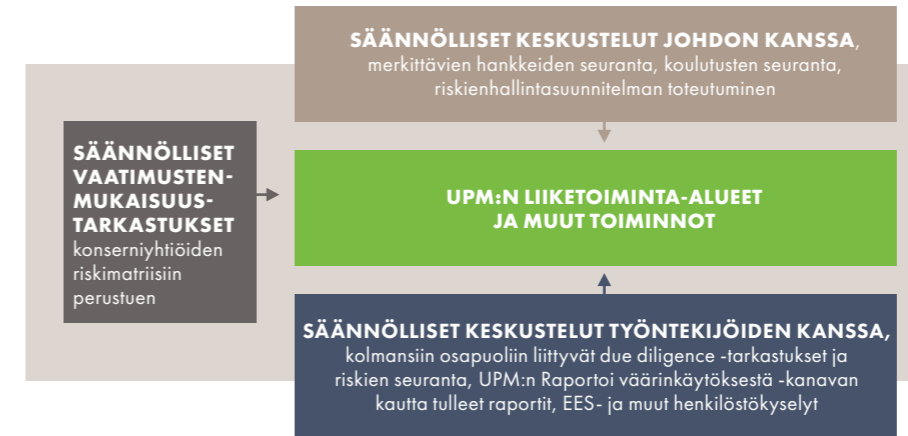 SÄÄNNÖLLISET KESKUSTELUT JOHDON KANSSA,
merkittävien hankkeiden seuranta, koulutusten seuranta,
riskienhallintasuunnitelman toteutuminen
SÄÄNNÖLLISET
VAATIMUSTEN-
MUKAISUUS-
TARKASTUKSET
konserniyhtiöiden
riskimatriisiin
perustuen
UPM:N LIIKETOIMINTA-ALUEET
JA MUUT TOIMINNOT
SÄÄNNÖLLISET KESKUSTELUT TYÖNTEKIJÖIDEN KANSSA,
kolmansiin osapuoliin liittyvät due diligence -tarkastukset ja
riskien seuranta, UPM:n Raportoi väärinkäytöksestä -kanavan
kautta tulleet raportit, EES- ja muut henkilöstökyselyt